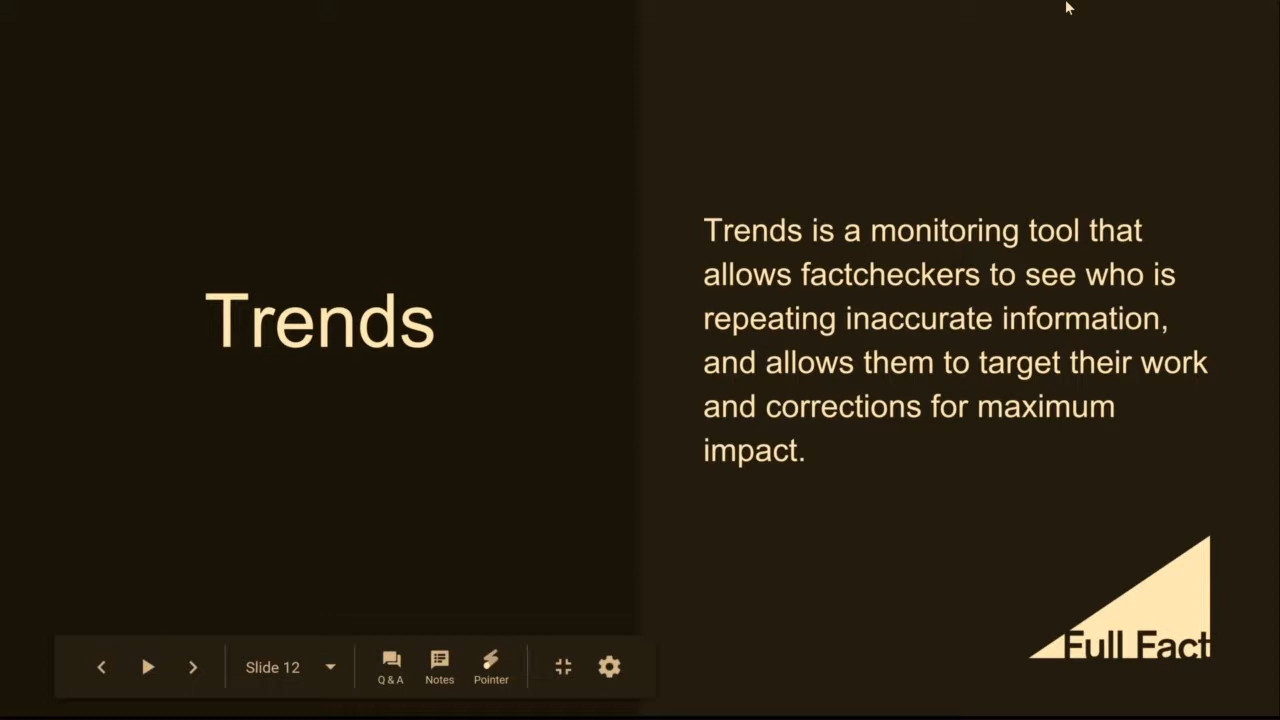 Trends
Trends is a monitoring tool that
allows factcheckers to see who is
repeating inaccurate information,
and allows them to target their work
and corrections for maximum
impact.
Full Fact
Slide 12
Q & A
Notes
Pointer